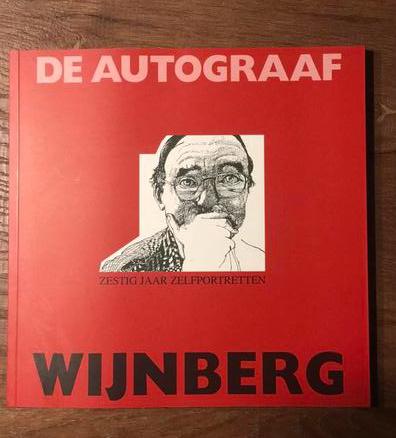 DE AUTOGRAAF
ZESTIG JAAR ZELFPORTRETTEN
WIJNBERG